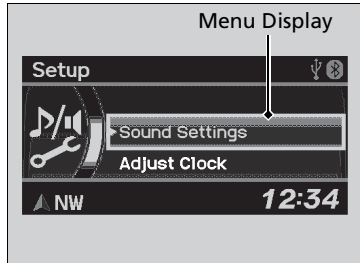 Menu Display
Setup
Sound Settings
Adjust Clock
NW
12:34